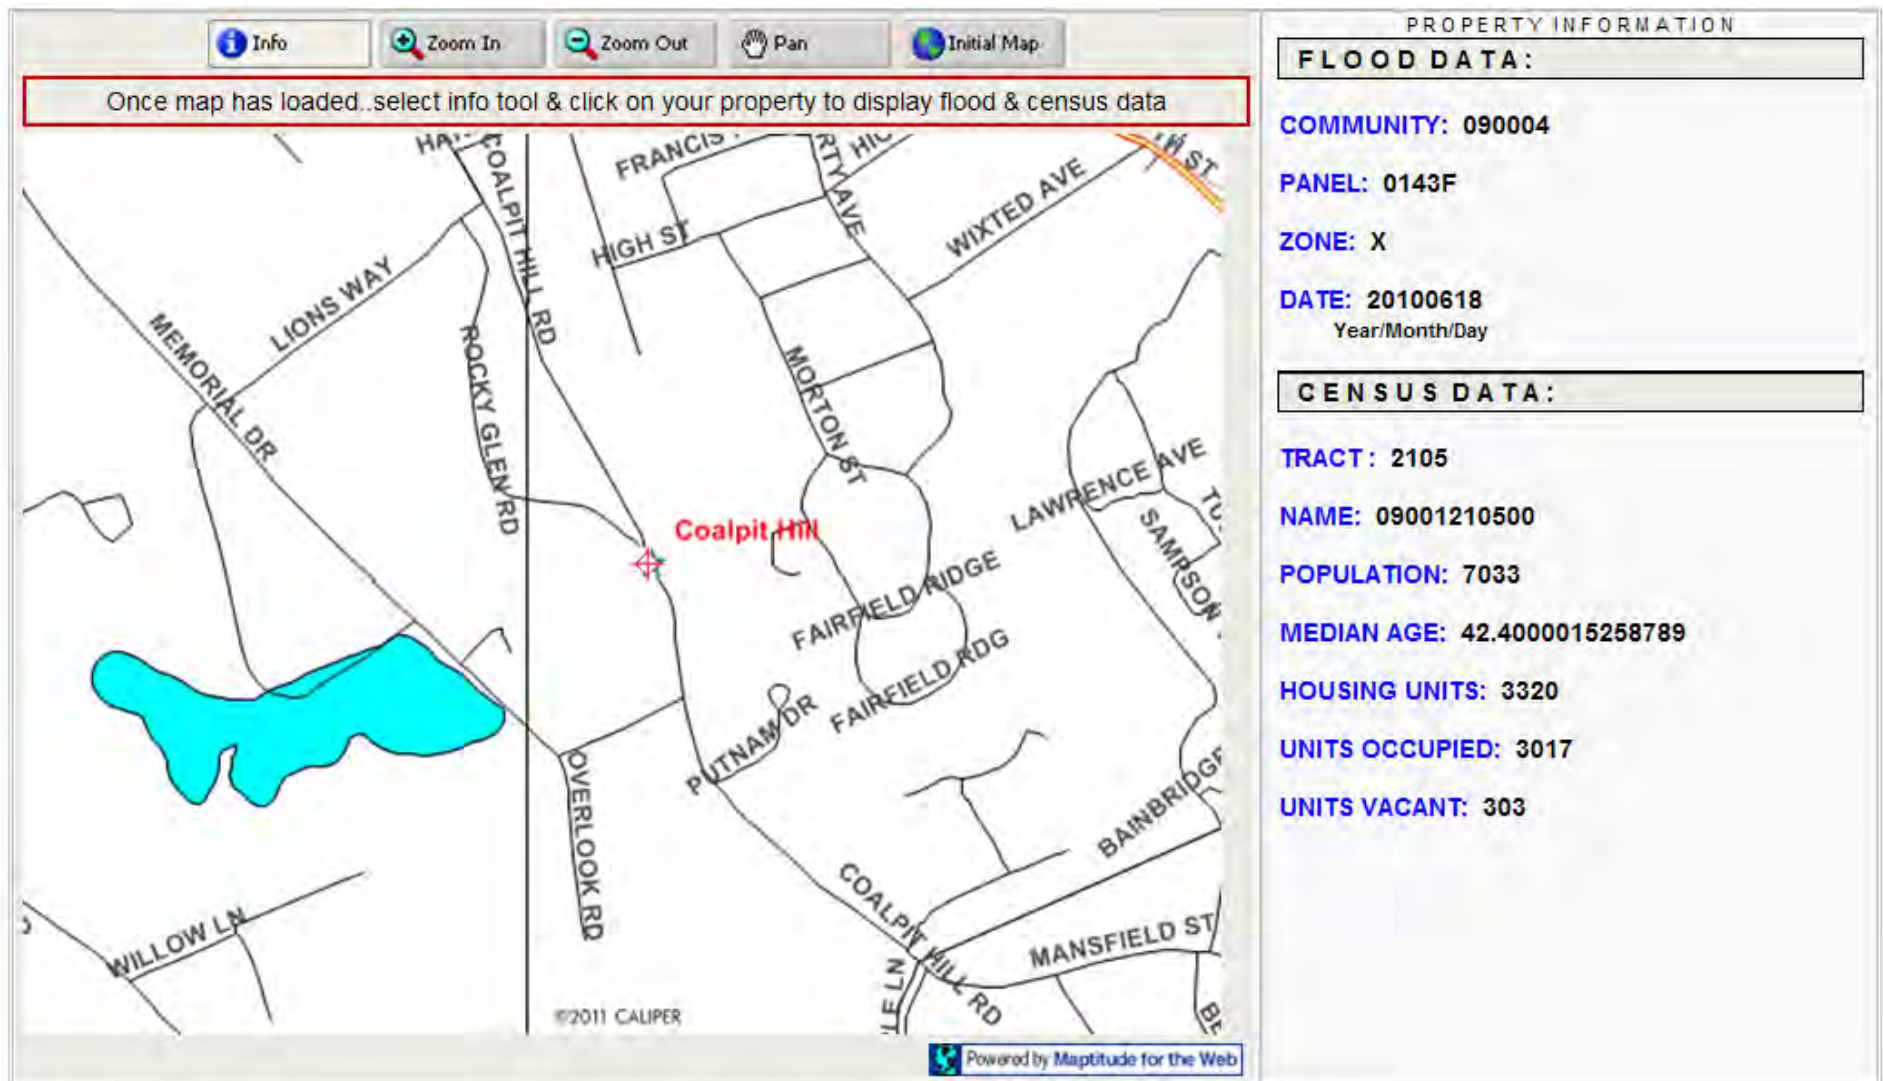 Info
Zoom In
Zoom Out
Pan
Initial Map
Once map has loaded..select info tool & click on your property to display flood & census data
COALPIT HILL RD
FRANCIS
HIGH ST
WIXTED AVE
LIONS WAY
MEMORIAL DR
ROCKY GLEN RD
MORTON ST
LAWRENCE AVE
SAMPSON
Coalpit Hill
FAIRFIELD RIDGE
FAIRFIELD RDG
PUTNAM DR
OVERLOOK RD
BAINBRIDGE
COALPIT HILL RD
MANSFIELD ST
WILLOW LN
©2011 CALIPER
Powered by Maptitude for the Web
PROPERTY INFORMATION
FLOOD DATA:
COMMUNITY: 090004
PANEL: 0143F
ZONE: X
DATE: 20100618
Year/Month/Day
CENSUS DATA:
TRACT : 2105
NAME: 09001210500
POPULATION: 7033
MEDIAN AGE: 42.4000015258789
HOUSING UNITS: 3320
UNITS OCCUPIED: 3017
UNITS VACANT: 303